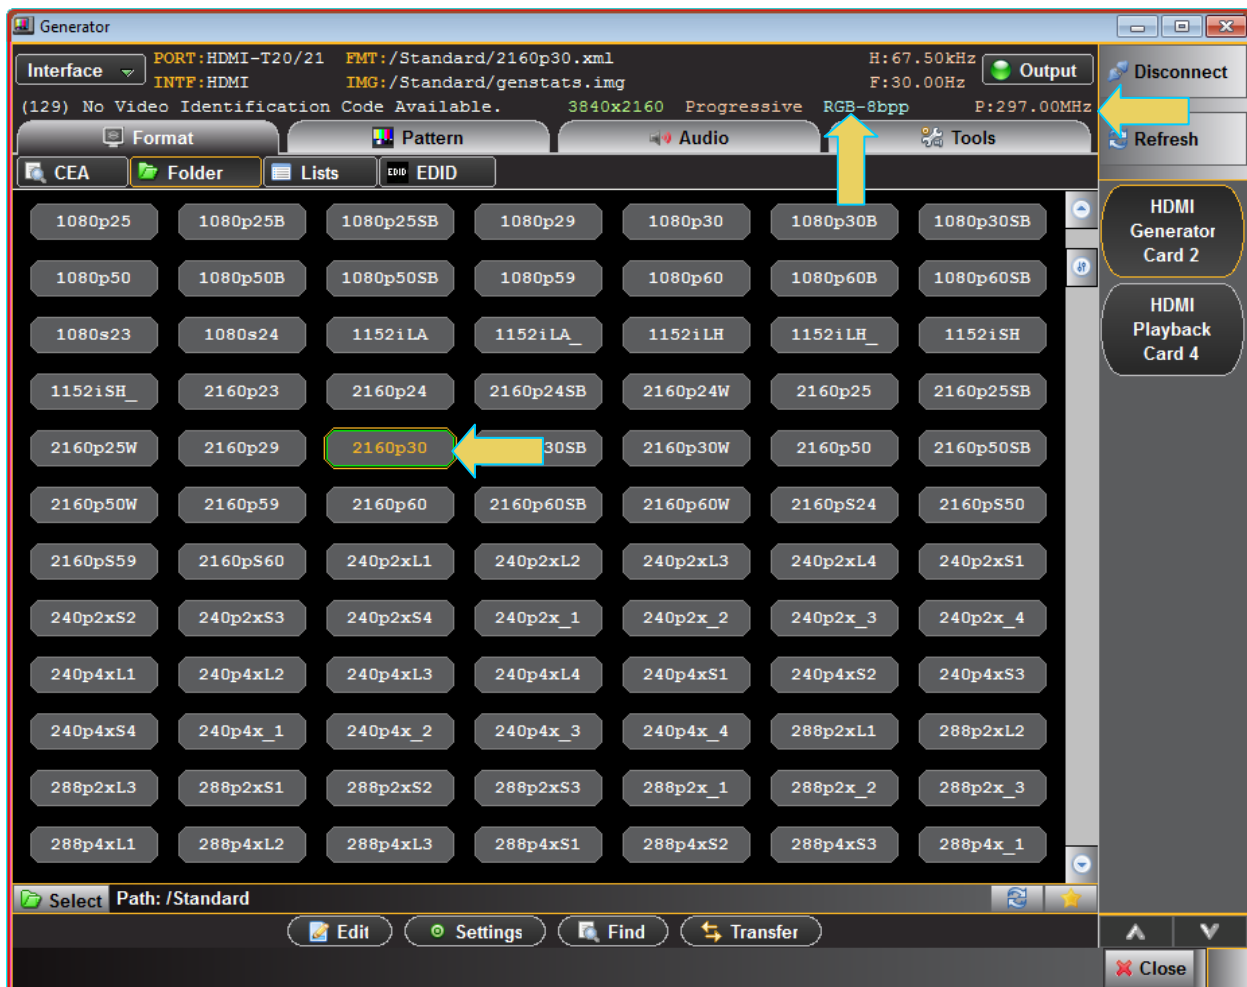 Generator
Interface PORT:HDMI-T20/21 FMT:/Standard/2160p30.xml H:67.50kHz Output Disconnect
INTF:HDMI IMG:/Standard/genstats.img F:30.00Hz
(129) No Video Identification Code Available. 3840x2160 Progressive RGB-8bpp P:297.00MHz
Format Pattern Audio Tools Refresh
CEA Folder Lists EDID EDID
1080p25 1080p25B 1080p25SB 1080p29 1080p30 1080p30B 1080p30SB
HDMI
Generator
Card 2
1080p50 1080p50B 1080p50SB 1080p59 1080p60 1080p60B 1080p60SB
HDMI
Playback
Card 4
1080s23 1080s24 1152iLA 1152iLA_ 1152iLH 1152iLH_ 1152iSH
1152iSH_ 2160p23 2160p24 2160p24SB 2160p24W 2160p25 2160p25SB
2160p25W 2160p29 2160p30 30SB 2160p30W 2160p50 2160p50SB
2160p50W 2160p59 2160p60 2160p60SB 2160p60W 2160pS24 2160pS50
2160pS59 2160pS60 240p2xL1 240p2xL2 240p2xL3 240p2xL4 240p2xS1
240p2xS2 240p2xS3 240p2xS4 240p2x_1 240p2x_2 240p2x_3 240p2x_4
240p4xL1 240p4xL2 240p4xL3 240p4xL4 240p4xS1 240p4xS2 240p4xS3
240p4xS4 240p4x_1 240p4x_2 240p4x_3 240p4x_4 288p2xL1 288p2xL2
288p2xL3 288p2xS1 288p2xS2 288p2xS3 288p2x_1 288p2x_2 288p2x_3
288p4xL1 288p4xL2 288p4xL3 288p4xS1 288p4xS2 288p4xS3 288p4x_1
Select Path: /Standard
Edit Settings Find Transfer
Close